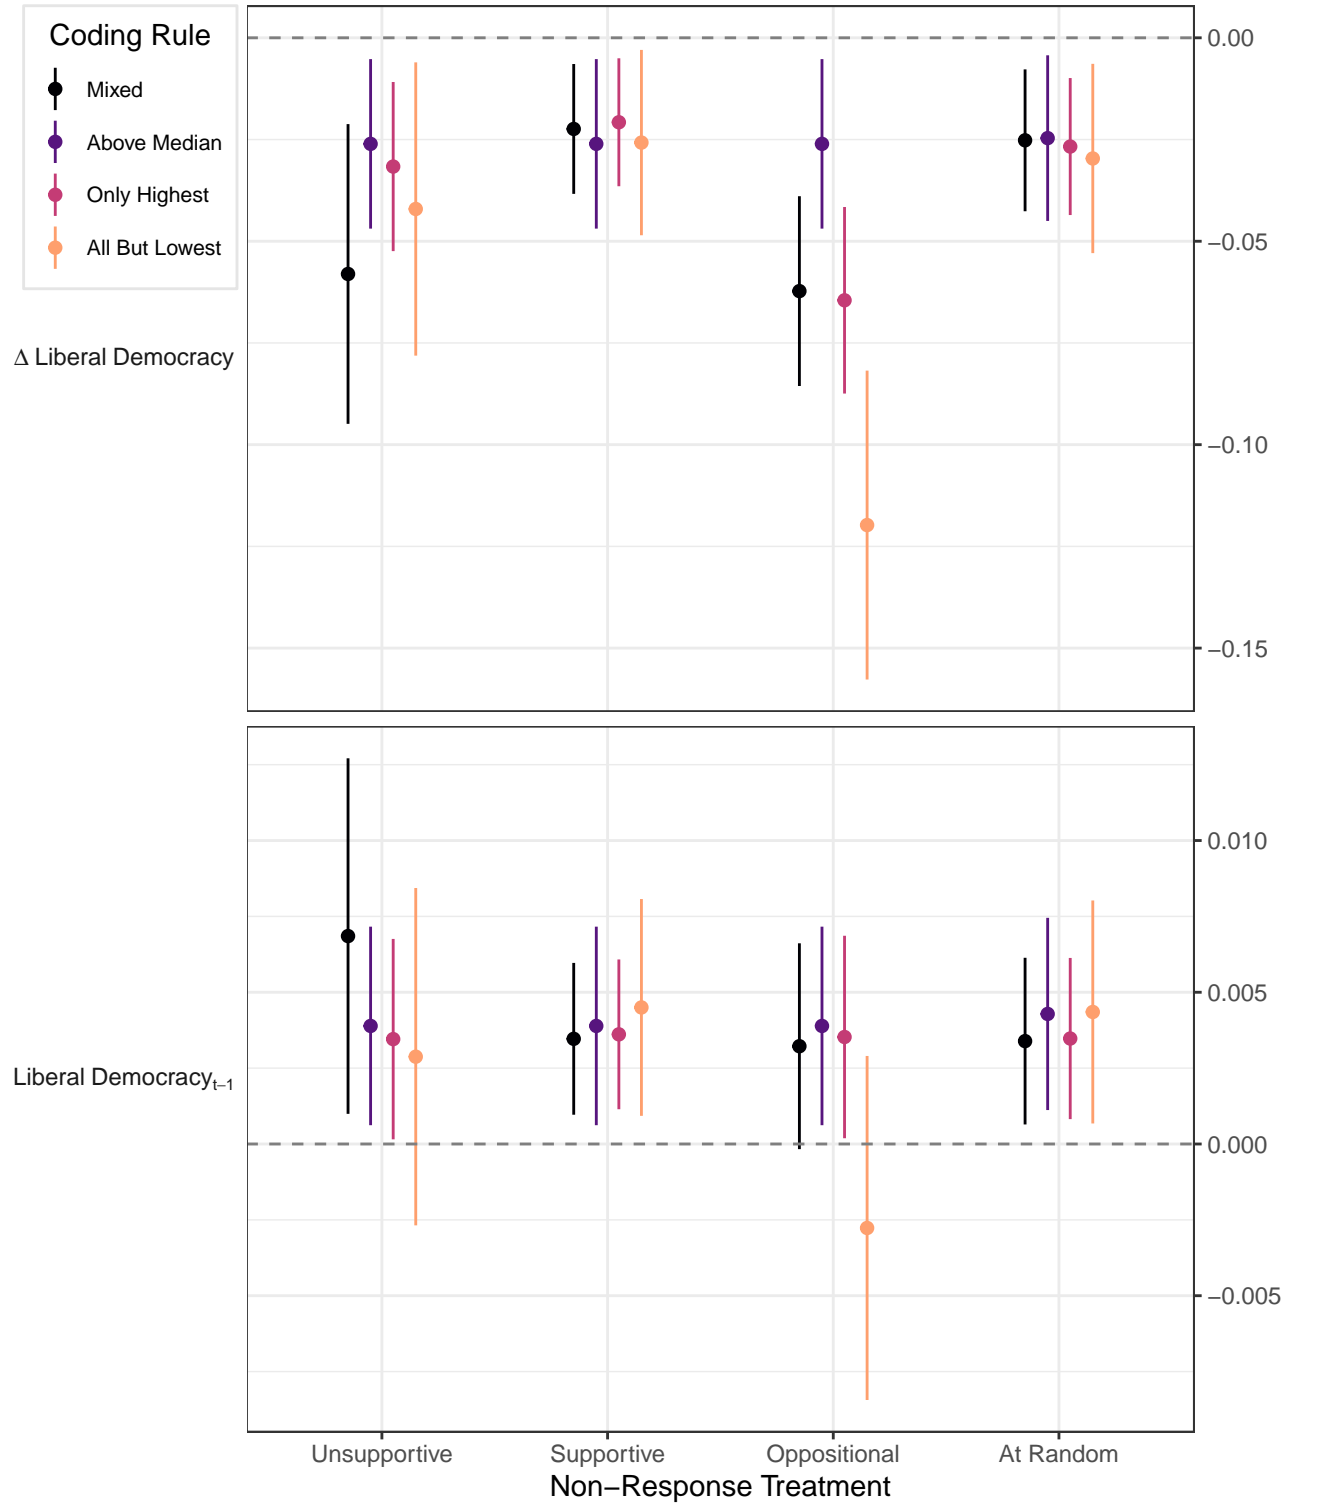 Coding Rule
Mixed
Above Median
Only Highest
All But Lowest
Δ Liberal Democracy
0.00
−0.05
−0.10
−0.15
Liberal Democracyt−1
0.010
0.005
0.000
−0.005
Unsupportive Supportive Oppositional At Random
Non−Response Treatment